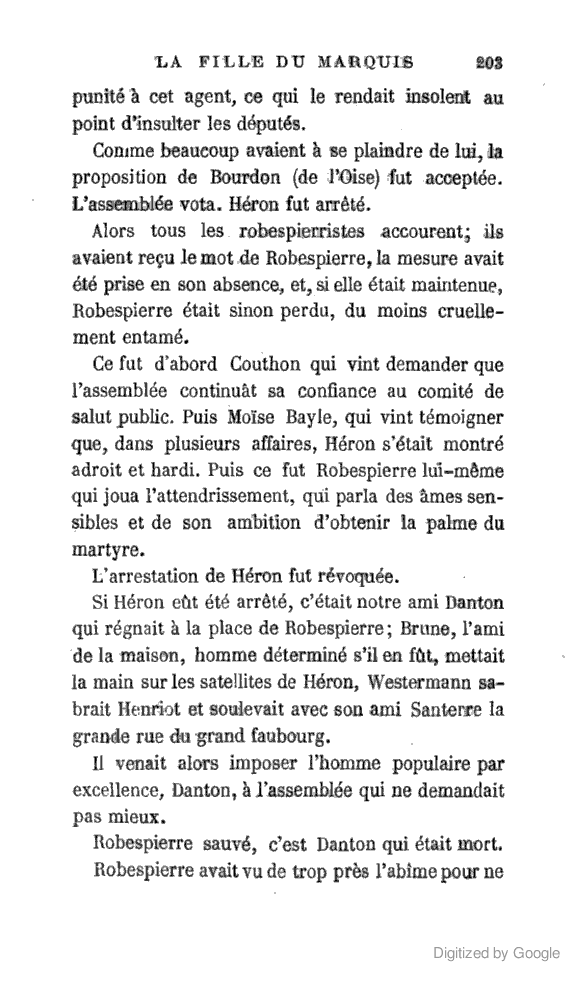 LA FILLE DU MARQUIS 203
punité à cet agent, ce qui le rendait insolent au
point d'insulter les députés.
Comme beaucoup avaient à se plaindre de lui, la
proposition de Bourdon (de l'Oise) fut acceptée.
L'assemblée vota. Héron fut arrêté.
Alors tous les robespierristes accourent; ils
avaient reçu le mot de Robespierre, la mesure avait
été prise en son absence, et, si elle était maintenue,
Robespierre était sinon perdu, du moins cruelle-
ment entamé.
Ce fut d'abord Couthon qui vint demander que
l'assemblée continuât sa confiance au comité de
salut public. Puis Moïse Bayle, qui vint témoigner
que, dans plusieurs affaires, Héron s'était montré
adroit et hardi. Puis ce fut Robespierre lui-même
qui joua l'attendrissement, qui parla des âmes sen-
sibles et de son ambition d'obtenir la palme du
martyre.
L'arrestation de Héron fut révoquée.
Si Héron eût été arrêté, c'était notre ami Danton
qui régnait à la place de Robespierre; Brune, l'ami
de la maison, homme déterminé s'il en fût, mettait
la main sur les satellites de Héron, Westermann sa-
brait Henriot et soulevait avec son ami Santerre la
grande rue du grand faubourg.
Il venait alors imposer l'homme populaire par
excellence, Danton, à l'assemblée qui ne demandait
pas mieux.
Robespierre sauvé, c'est Danton qui était mort.
Robespierre avait vu de trop près l'abîme pour ne
Digitized by Google